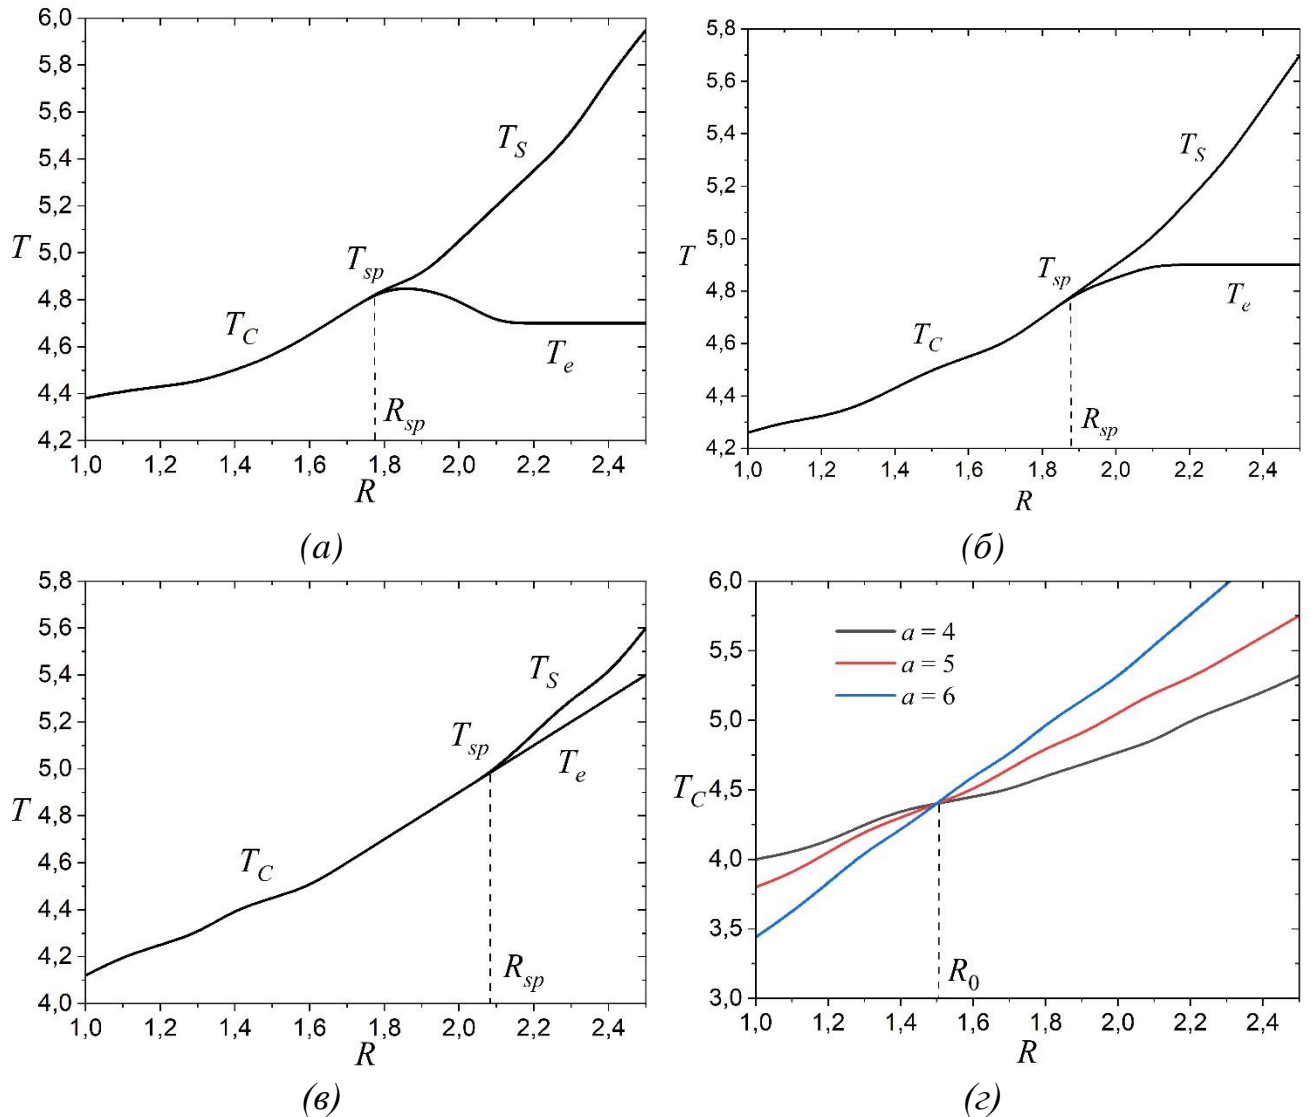 6,0
5,8
5,6
5,4
5,2
5,0
4,8
4,6
4,4
4,2
T
T_S
T_sp
T_C
T_e
R_sp
1,0 1,2 1,4 1,6 1,8 2,0 2,2 2,4
R
(а)
5,8
5,6
5,4
5,2
5,0
4,8
4,6
4,4
4,2
T
T_S
T_sp
T_e
T_C
R_sp
1,0 1,2 1,4 1,6 1,8 2,0 2,2 2,4
R
(б)
5,8
5,6
5,4
5,2
5,0
4,8
4,6
4,4
4,2
4,0
T
T_S
T_sp
T_e
T_C
R_sp
1,0 1,2 1,4 1,6 1,8 2,0 2,2 2,4
R
(в)
6,0
5,5
5,0
4,5
4,0
3,5
3,0
T_C
a = 4
a = 5
a = 6
R_0
1,0 1,2 1,4 1,6 1,8 2,0 2,2 2,4
R
(г)